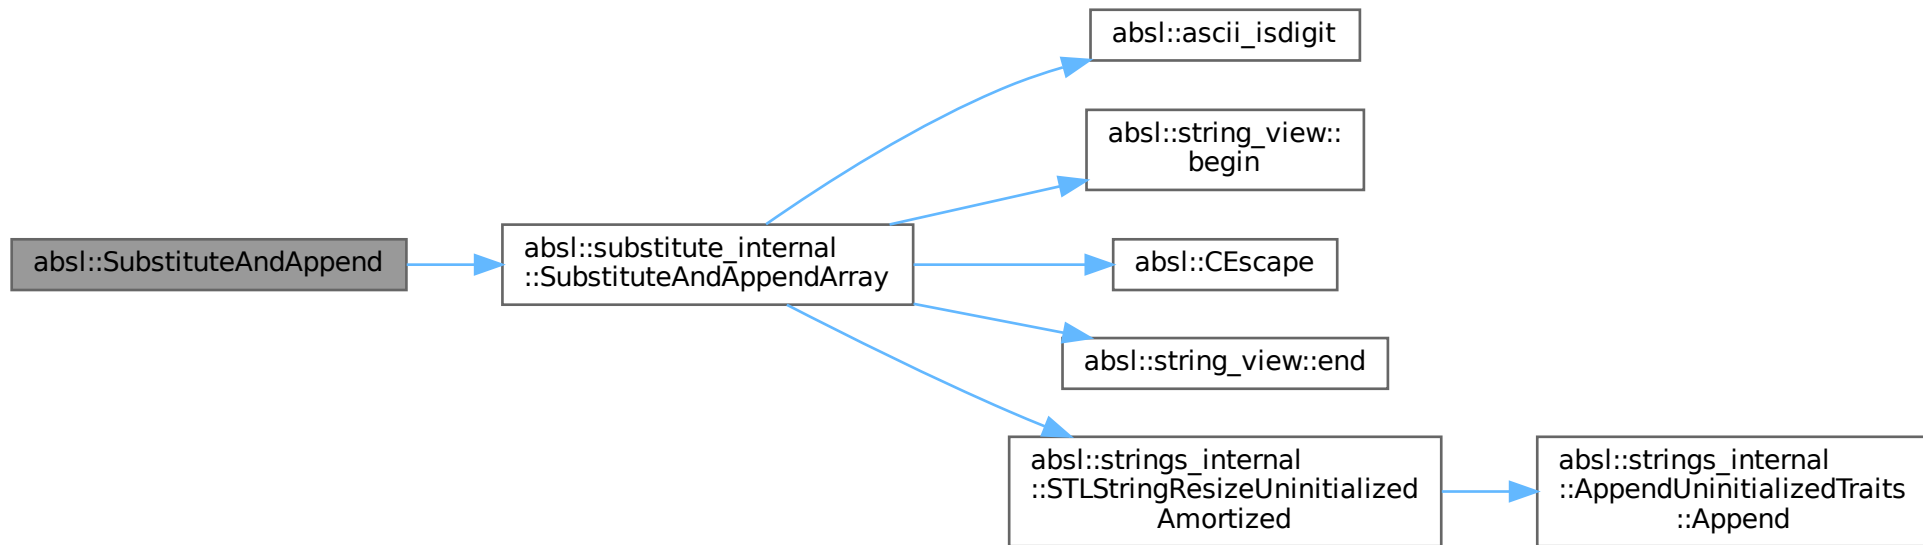 absl::SubstituteAndAppend
absl::substitute_internal
::SubstituteAndAppendArray
absl::ascii_isdigit
absl::string_view::
begin
absl::CEscape
absl::string_view::end
absl::strings_internal
::STLStringResizeUninitialized
Amortized
absl::strings_internal
::AppendUninitializedTraits
::Append